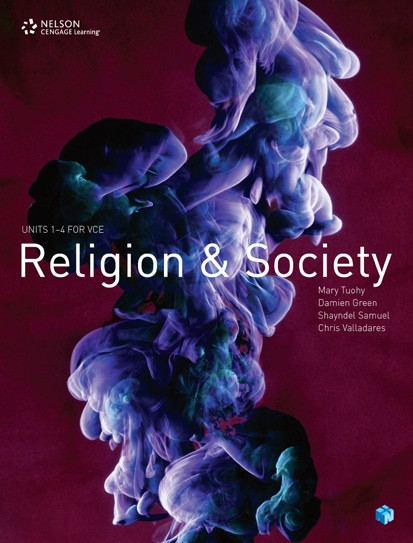 NELSON
CENGAGE Learning
UNITS 1–4 FOR VCE
Religion & Society
Mary Tuohy
Damien Green
Shayndel Samuel
Chris Valladares